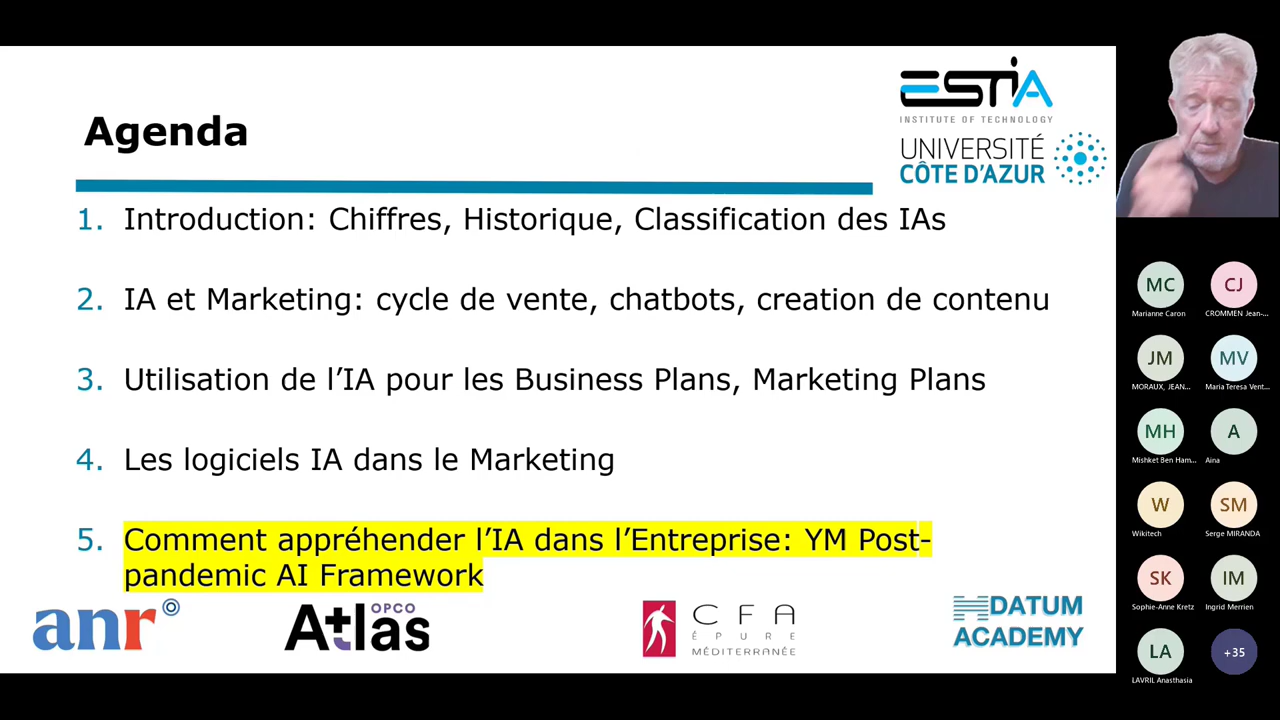 Agenda
ESTIA
INSTITUTE OF TECHNOLOGY
UNIVERSITÉ
CÔTE D'AZUR
1. Introduction: Chiffres, Historique, Classification des IAs
2. IA et Marketing: cycle de vente, chatbots, creation de contenu
3. Utilisation de l’IA pour les Business Plans, Marketing Plans
4. Les logiciels IA dans le Marketing
5. Comment appréhender l’IA dans l’Entreprise: YM Post-
pandemic AI Framework
anr
OPCO
Atlas
CFA
ÉPURE
MÉDITERRANÉE
DATUM
ACADEMY
MC
CJ
Marianne Caron
CROMMEN Jean-...
JM
MV
MORAUX, JEAN...
Maria Teresa Vent...
MH
A
Mishket Ben Ham...
Aina
W
SM
Wikitech
Serge MIRANDA
SK
IM
Sophie-Anne Kretz
Ingrid Merrien
LA
+35
LAVRIL Anasthasia